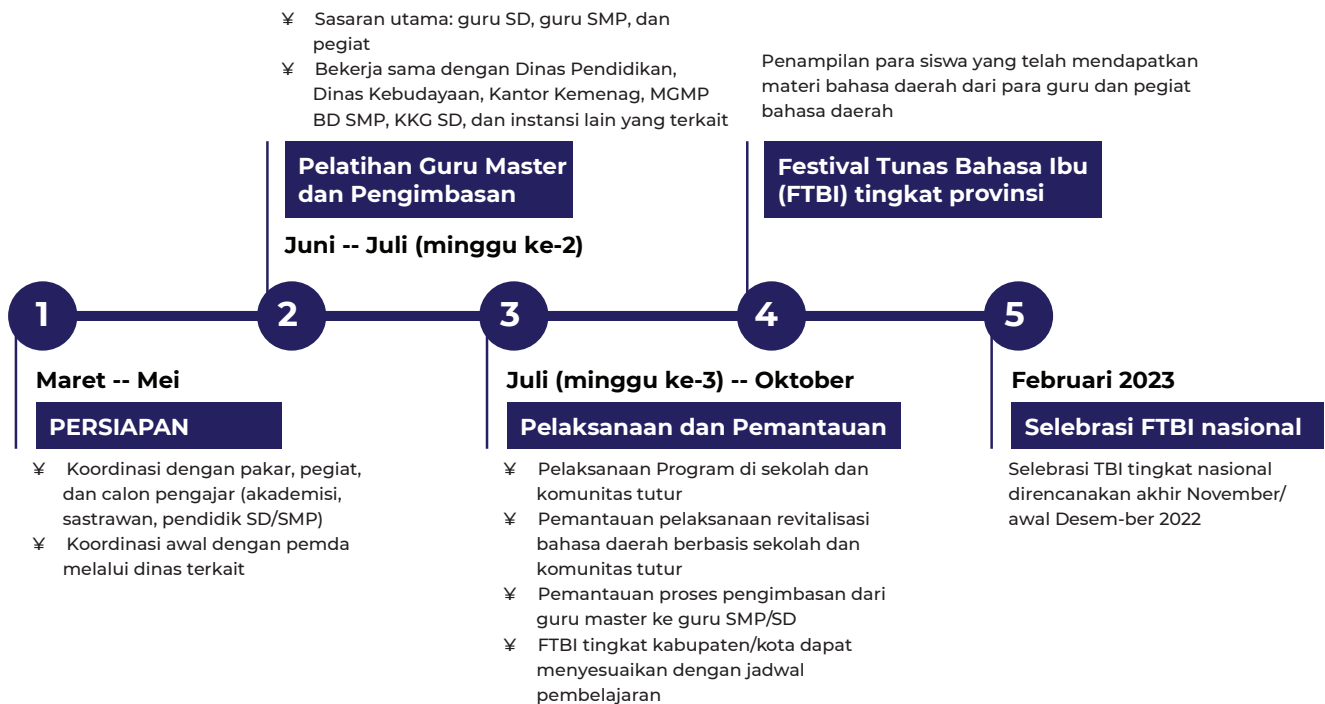 ¥ Sasaran utama: guru SD, guru SMP, dan
pegiat
¥ Bekerja sama dengan Dinas Pendidikan,
Dinas Kebudayaan, Kantor Kemenag, MGMP
BD SMP, KKG SD, dan instansi lain yang terkait
Pelatihan Guru Master
dan Pengimbasan
Juni -- Juli (minggu ke-2)
Penampilan para siswa yang telah mendapatkan
materi bahasa daerah dari para guru dan pegiat
bahasa daerah
Festival Tunas Bahasa Ibu
(FTBI) tingkat provinsi
1
2
3
4
5
Maret -- Mei
PERSIAPAN
¥ Koordinasi dengan pakar, pegiat,
dan calon pengajar (akademisi,
sastrawan, pendidik SD/SMP)
¥ Koordinasi awal dengan pemda
melalui dinas terkait
Juli (minggu ke-3) -- Oktober
Pelaksanaan dan Pemantauan
¥ Pelaksanaan Program di sekolah dan
komunitas tutur
¥ Pemantauan pelaksanaan revitalisasi
bahasa daerah berbasis sekolah dan
komunitas tutur
¥ Pemantauan proses pengimbasan dari
guru master ke guru SMP/SD
¥ FTBI tingkat kabupaten/kota dapat
menyesuaikan dengan jadwal
pembelajaran
Februari 2023
Selebrasi FTBI nasional
Selebrasi TBI tingkat nasional
direncanakan akhir November/
awal Desem-ber 2022